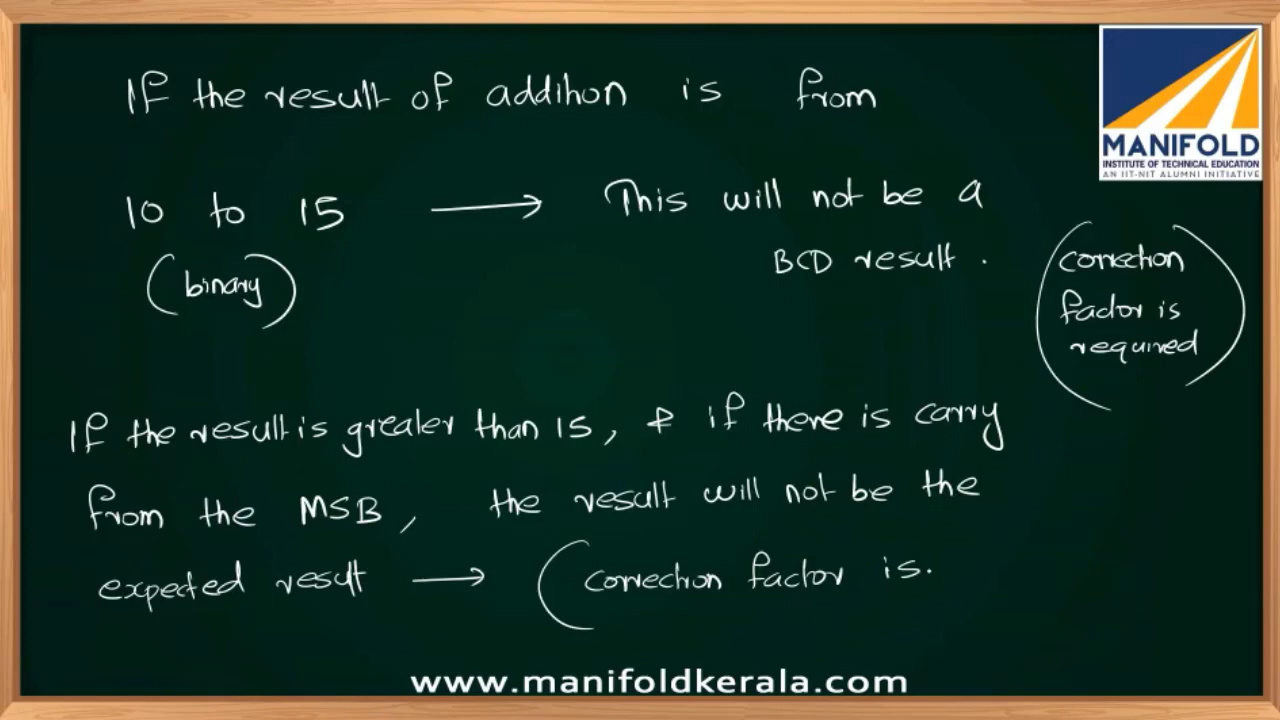 If the result of addition is from
10 to 15 → This will not be a
(binary)
BCD result.
(correction
factor is
required)
If the result is greater than 15, & if there is carry
from the MSB, the result will not be the
expected result → (correction factor is.
MANIFOLD
INSTITUTE OF TECHNICAL EDUCATION
AN IIT-NIT ALUMNI INITIATIVE
www.manifoldkerala.com